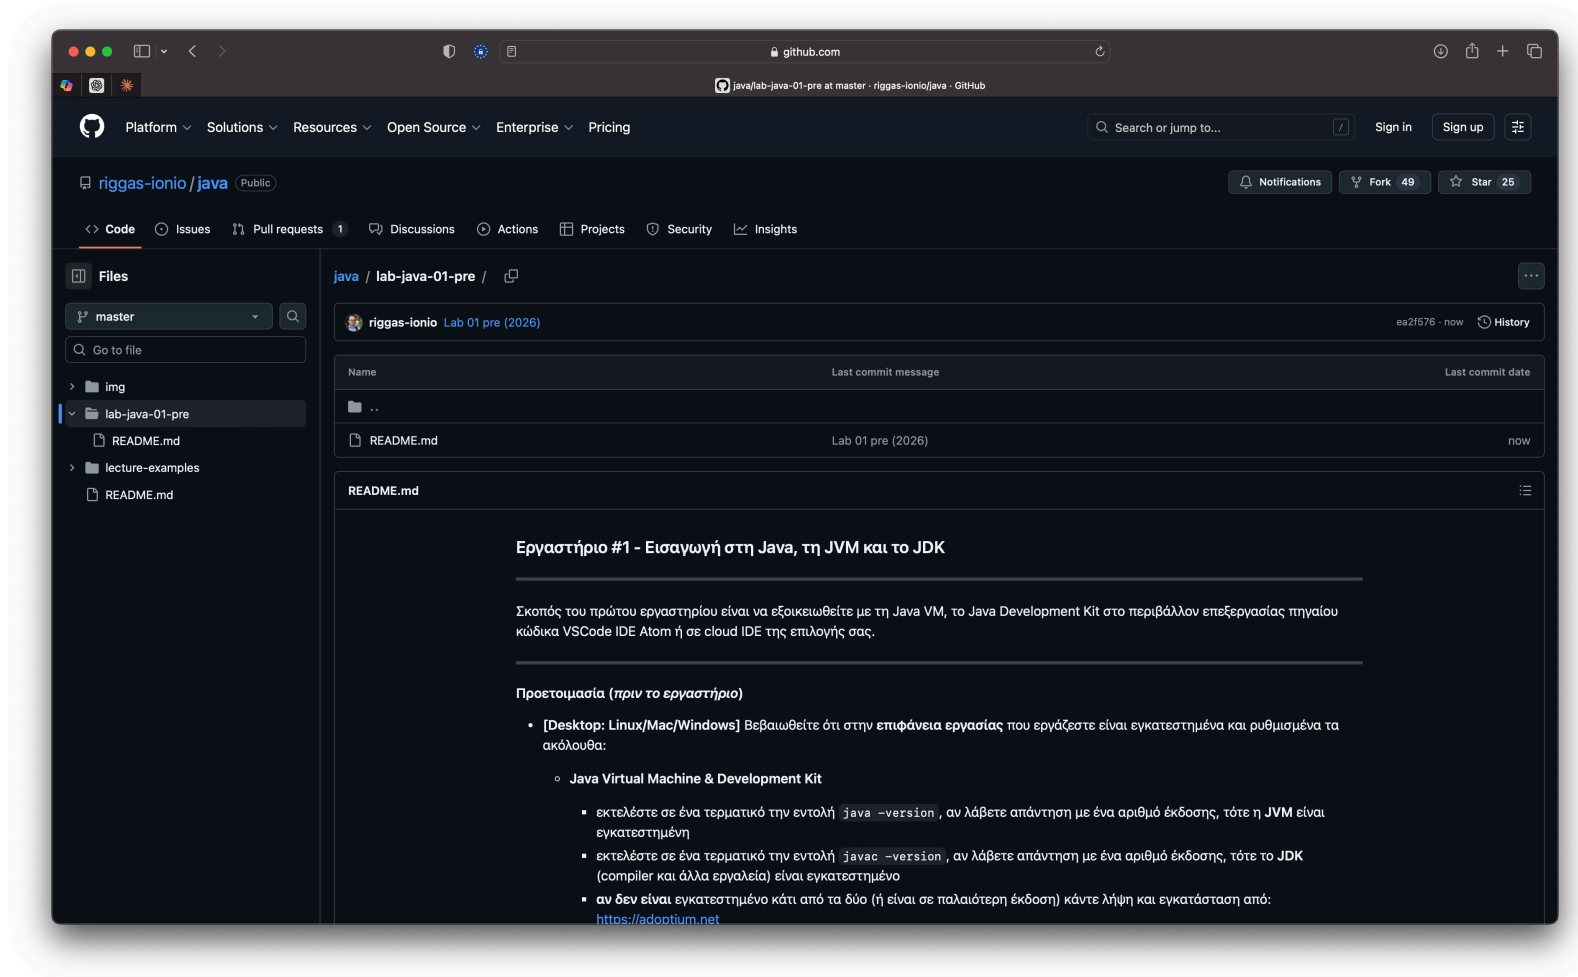 github.com
java/lab-java-01-pre at master · riggas-ionio/java · GitHub
Platform Solutions Resources Open Source Enterprise Pricing
Search or jump to... /
Sign in
Sign up
riggas-ionio / java Public
Notifications
Fork 49
Star 25
Code Issues Pull requests 1 Discussions Actions Projects Security Insights
Files
master
Go to file
img
lab-java-01-pre
README.md
lecture-examples
README.md
java / lab-java-01-pre /
riggas-ionio Lab 01 pre (2026)
ea2f576 · now History
Name Last commit message Last commit date
..
README.md Lab 01 pre (2026) now
README.md
Εργαστήριο #1 - Εισαγωγή στη Java, τη JVM και το JDK
Σκοπός του πρώτου εργαστηρίου είναι να εξοικειωθείτε με τη Java VM, το Java Development Kit στο περιβάλλον επεξεργασίας πηγαίου
κώδικα VSCode IDE Atom ή σε cloud IDE της επιλογής σας.
Προετοιμασία (πριν το εργαστήριο)
• [Desktop: Linux/Mac/Windows] Βεβαιωθείτε ότι στην επιφάνεια εργασίας που εργάζεστε είναι εγκατεστημένα και ρυθμισμένα τα
ακόλουθα:
◦ Java Virtual Machine & Development Kit
▪ εκτελέστε σε ένα τερματικό την εντολή java -version, αν λάβετε απάντηση με ένα αριθμό έκδοσης, τότε η JVM είναι
εγκατεστημένη
▪ εκτελέστε σε ένα τερματικό την εντολή javac -version, αν λάβετε απάντηση με ένα αριθμό έκδοσης, τότε το JDK
(compiler και άλλα εργαλεία) είναι εγκατεστημένο
▪ αν δεν είναι εγκατεστημένο κάτι από τα δύο (ή είναι σε παλαιότερη έκδοση) κάντε λήψη και εγκατάσταση από:
https://adoptium.net